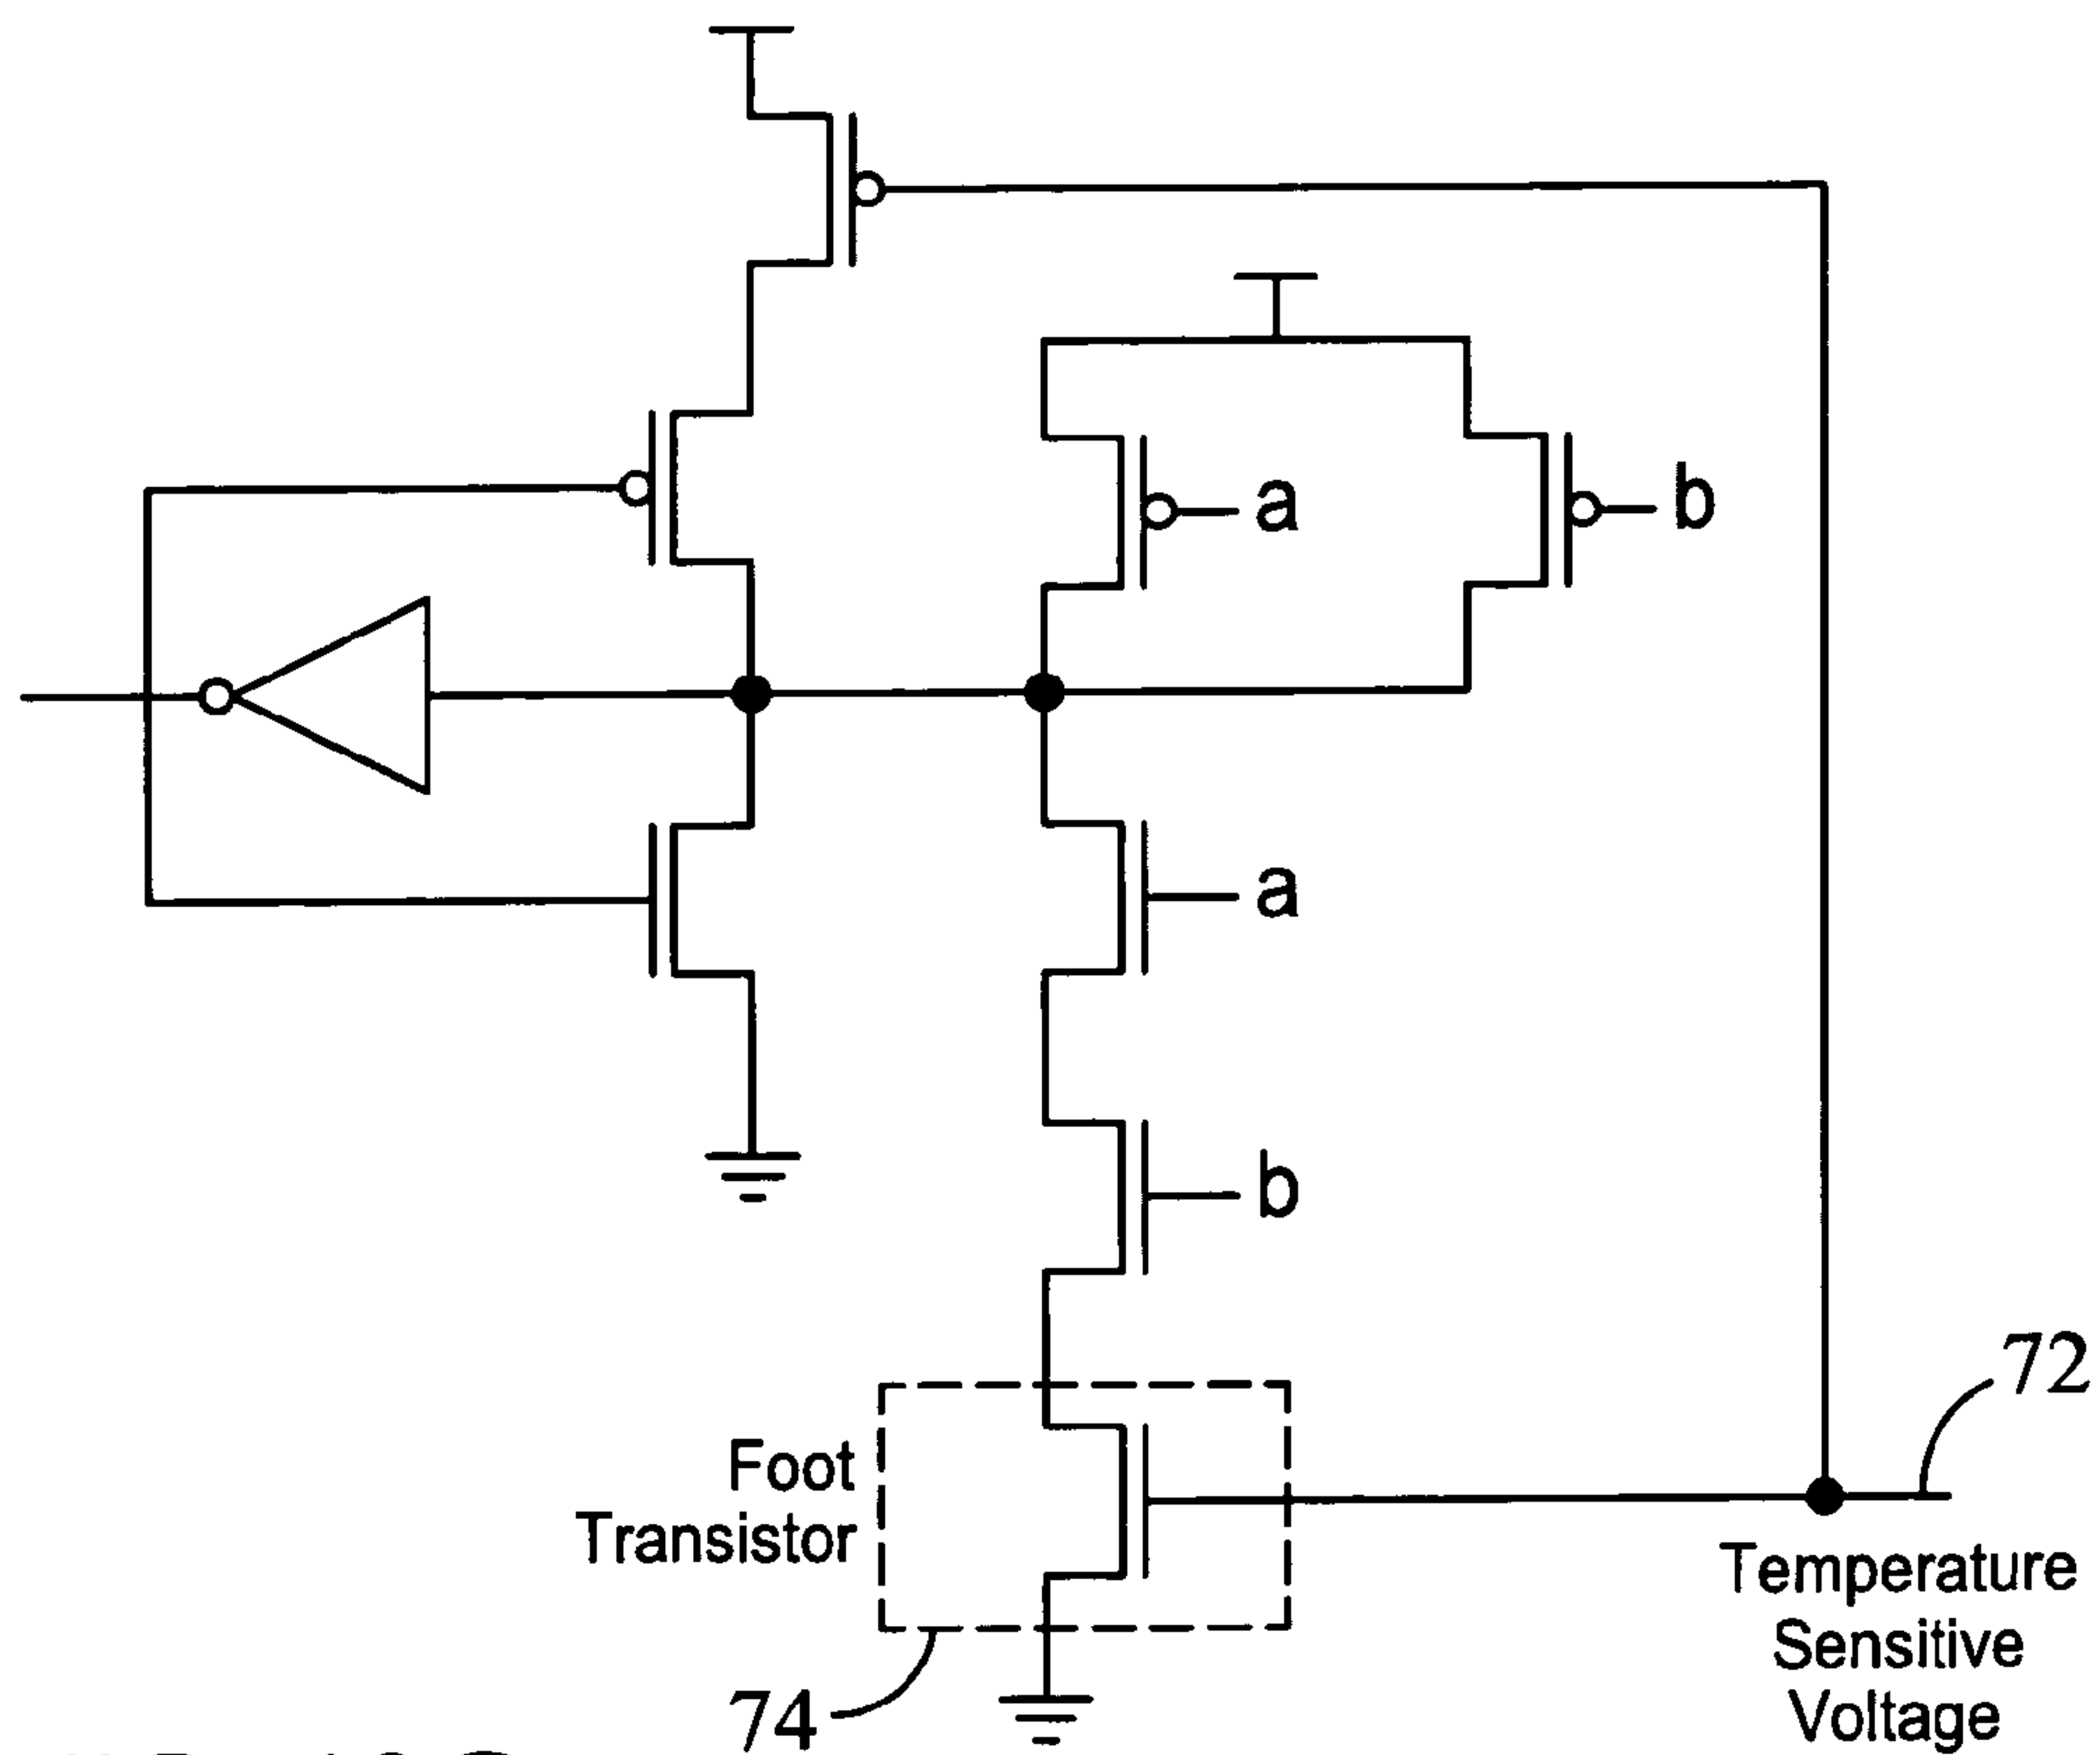 a
b
a
b
72
Foot
Transistor
Temperature
Sensitive
Voltage
74